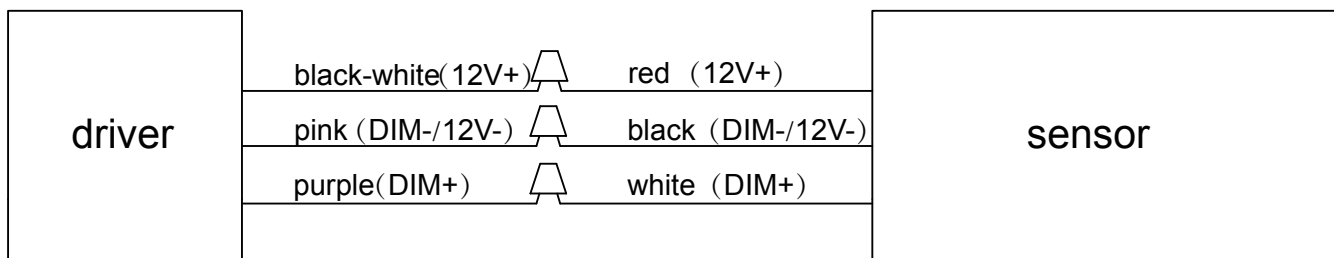 black-white(12V+) red (12V+)
driver pink (DIM-/12V-) black (DIM-/12V-) sensor
purple(DIM+) white (DIM+)